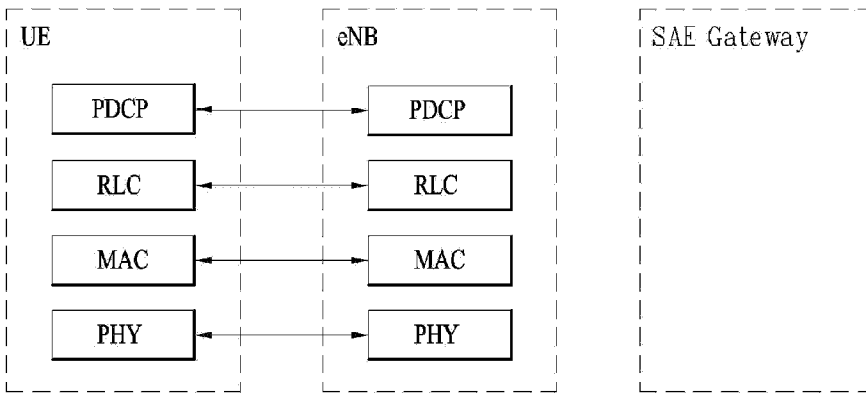 UE
eNB
SAE Gateway
PDCP
PDCP
RLC
RLC
MAC
MAC
PHY
PHY